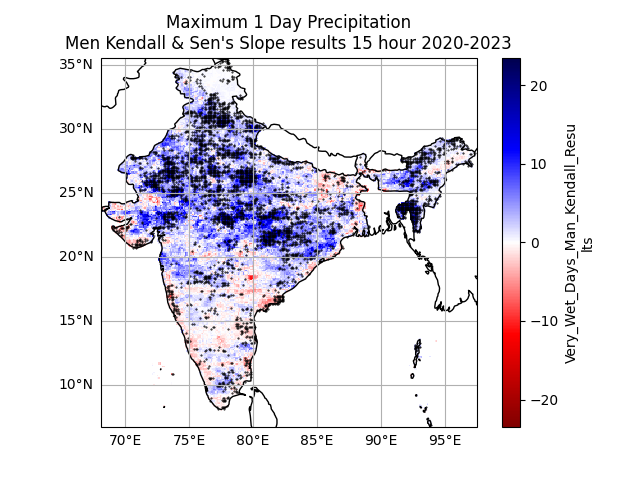 Maximum 1 Day Precipitation
Men Kendall & Sen's Slope results 15 hour 2020-2023
35°N
30°N
25°N
20°N
15°N
10°N
70°E 75°E 80°E 85°E 90°E 95°E
20
10
0
−10
−20
Very_Wet_Days_Man_Kendall_Resu
lts